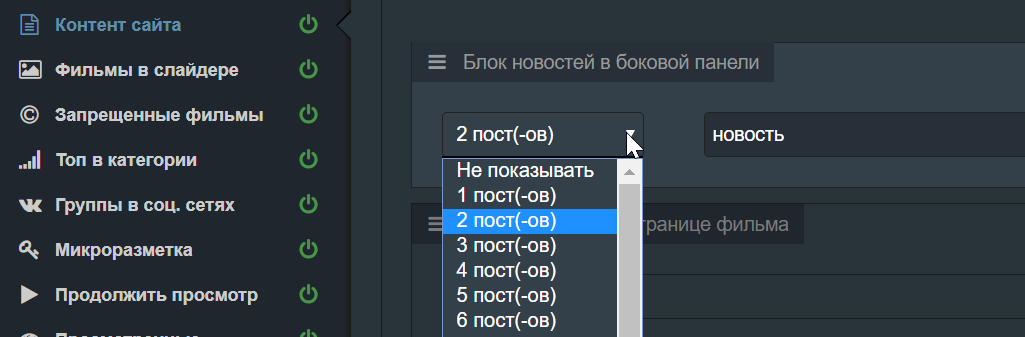 Контент сайта
Фильмы в слайдере
Запрещенные фильмы
Топ в категории
Группы в соц. сетях
Микроразметка
Продолжить просмотр
Блок новостей в боковой панели
2 пост(-ов)
новость
Не показывать
1 пост(-ов)
2 пост(-ов)
3 пост(-ов)
4 пост(-ов)
5 пост(-ов)
6 пост(-ов)
транице фильма